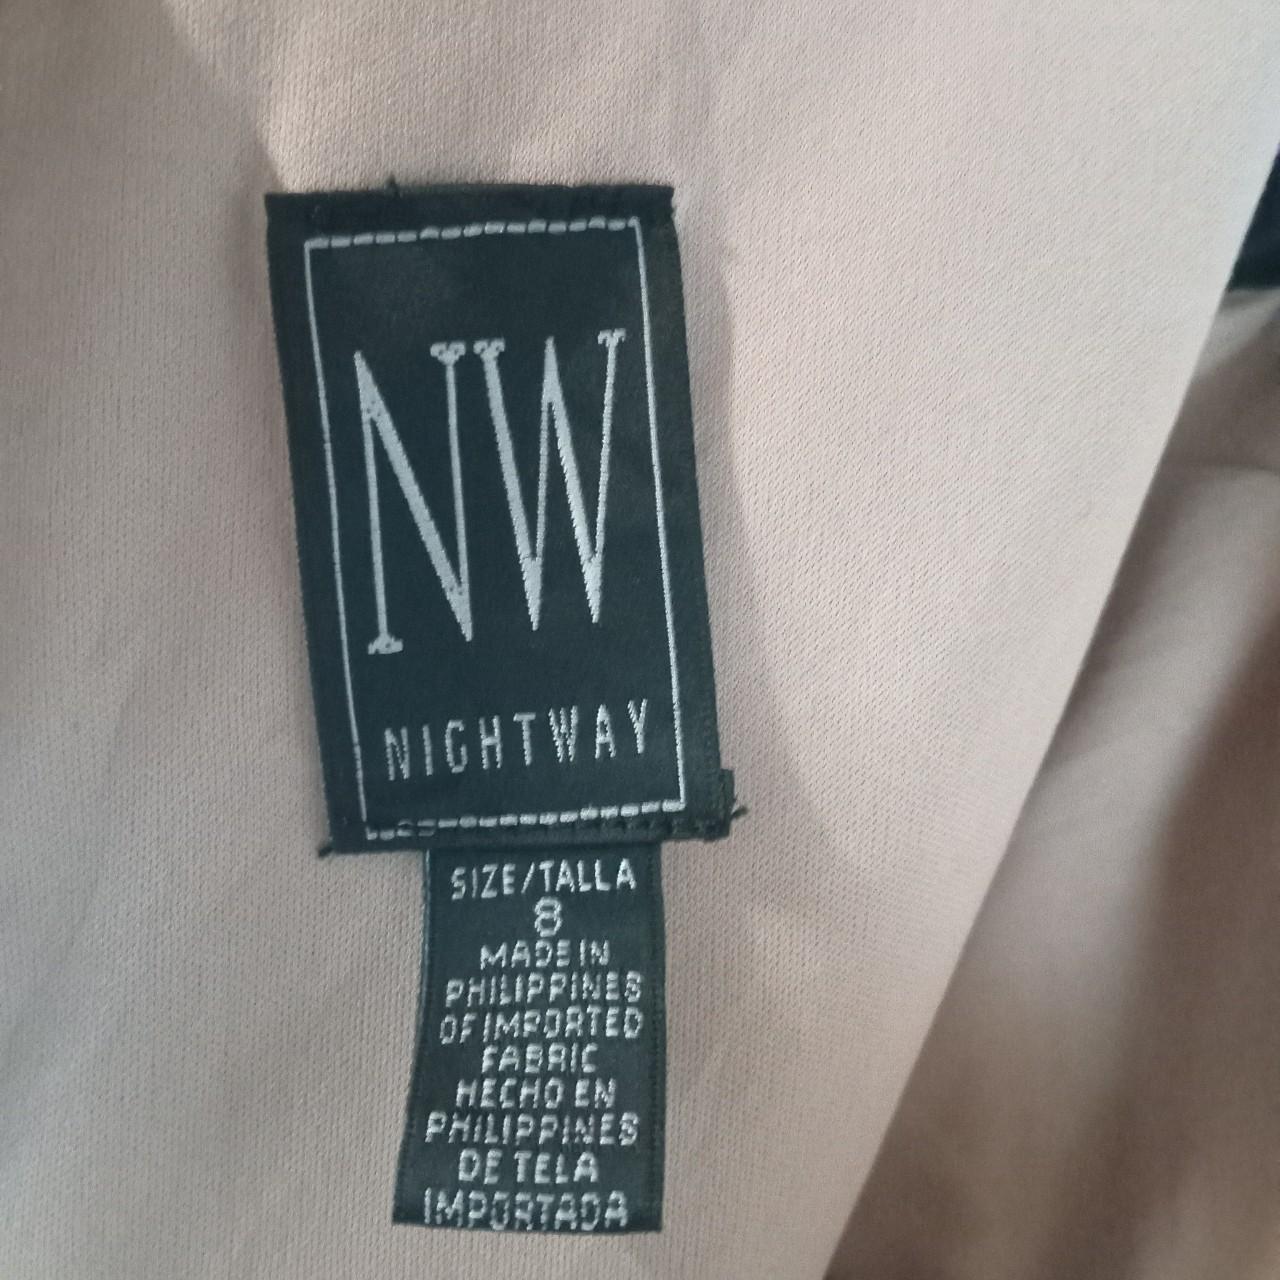 NW
NIGHTWAY
SIZE/TALLA
8
MADE IN
PHILIPPINES
OF IMPORTED
FABRIC
HECHO EN
PHILIPPINES
DE TELA
IMPORTADA